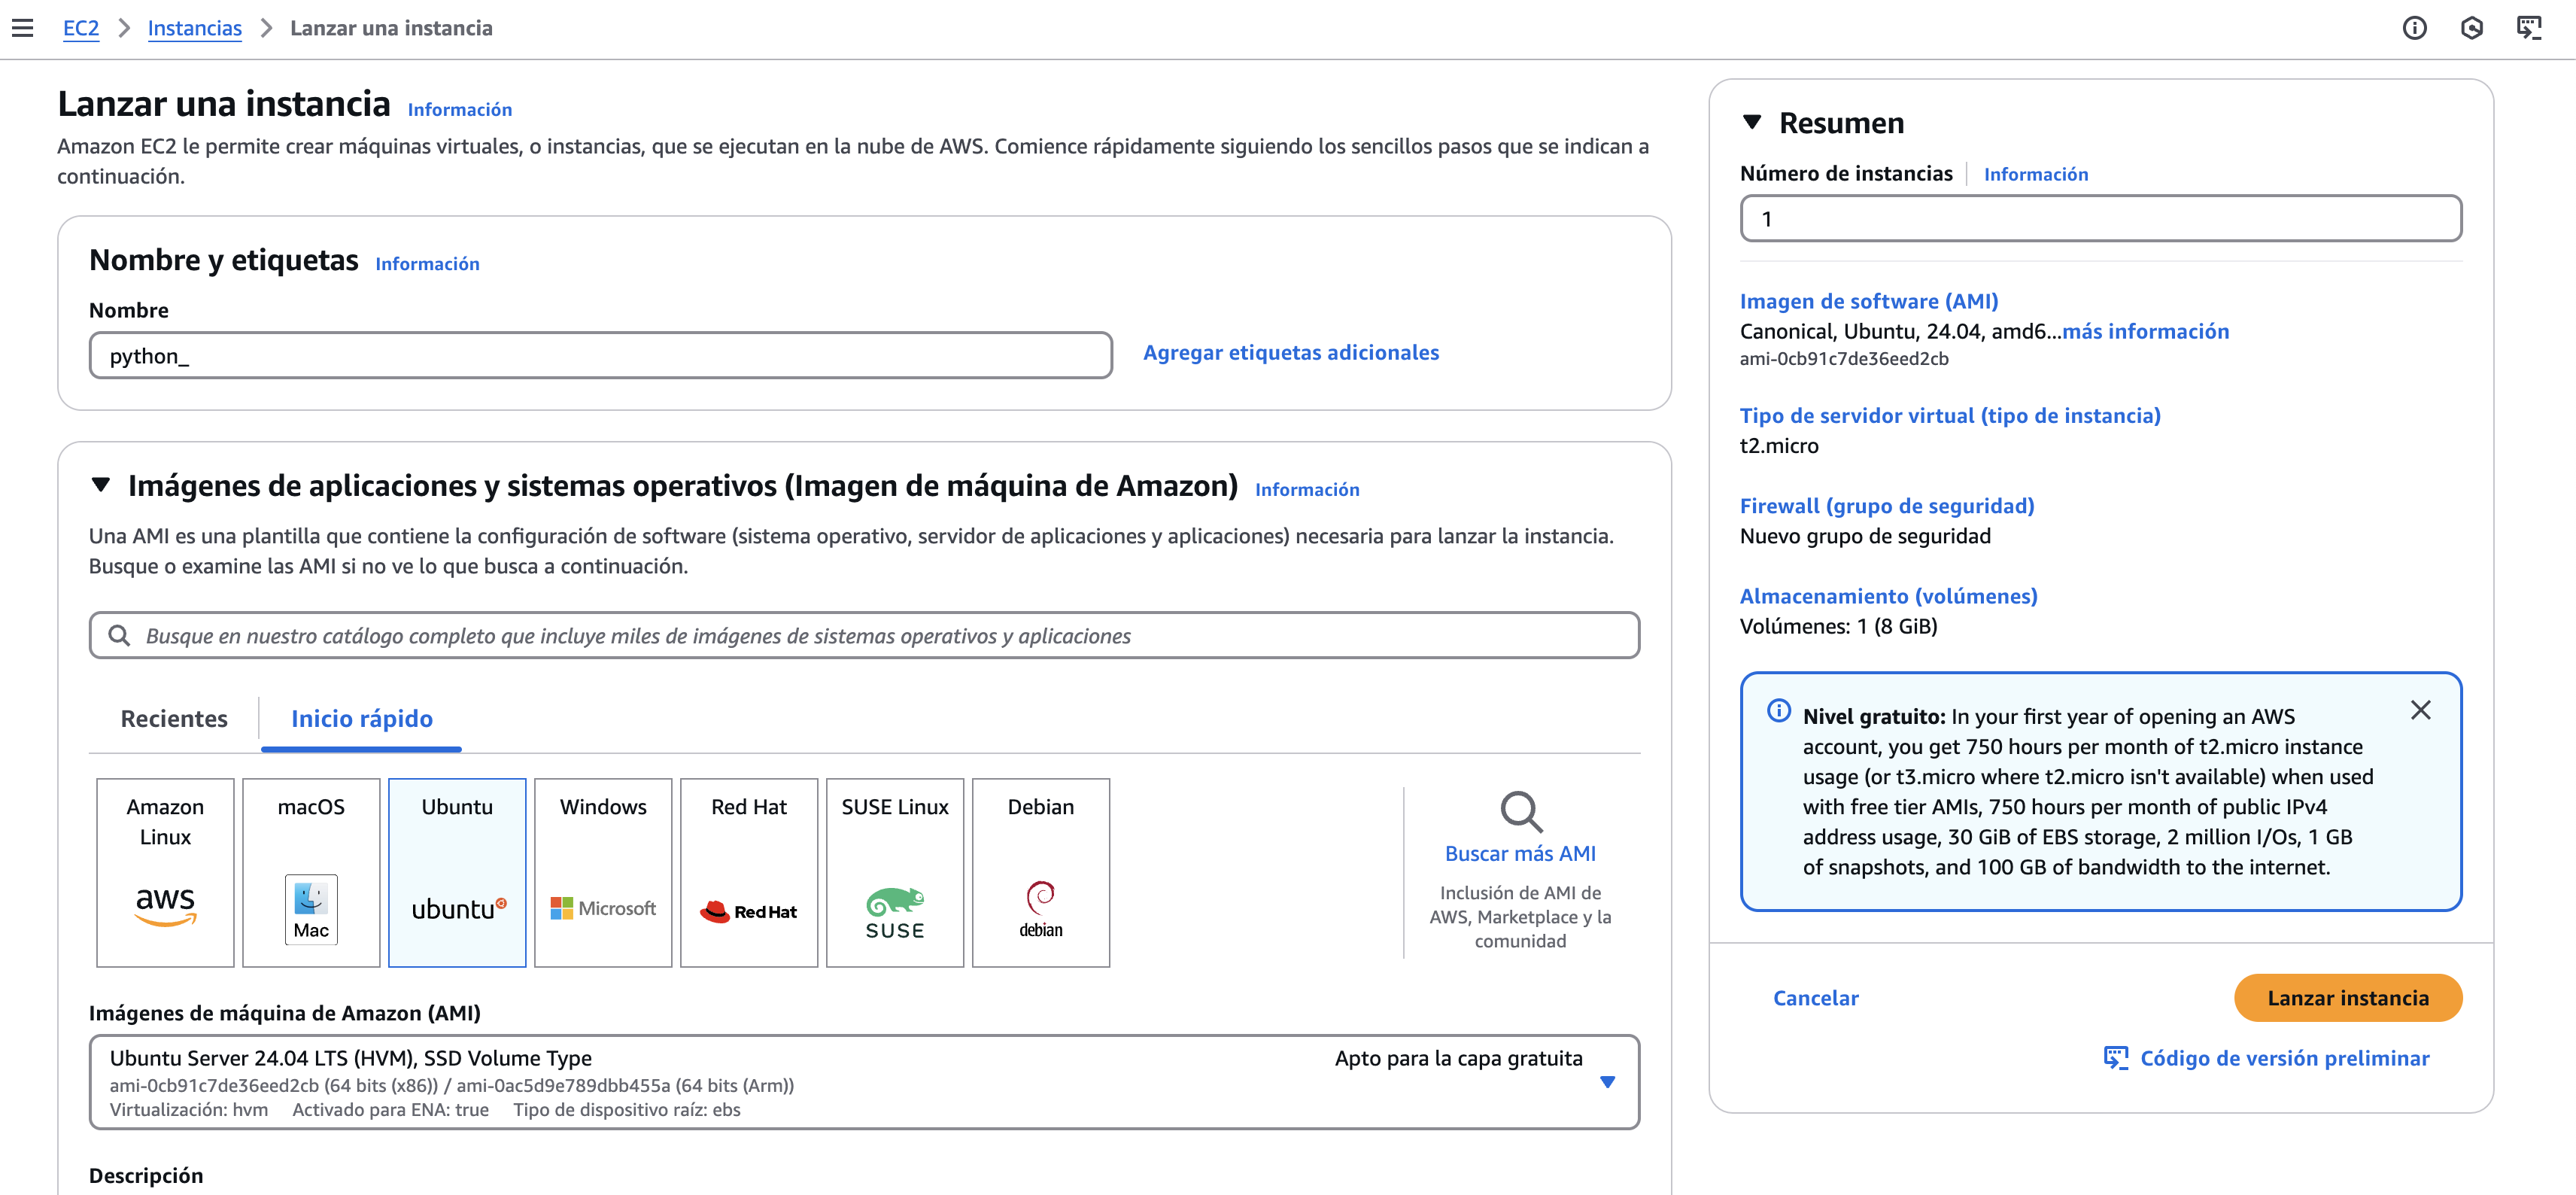 EC2 > Instancias > Lanzar una instancia
Lanzar una instancia Información
Amazon EC2 le permite crear máquinas virtuales, o instancias, que se ejecutan en la nube de AWS. Comience rápidamente siguiendo los sencillos pasos que se indican a
continuación.
Nombre y etiquetas Información
Nombre
python_
Agregar etiquetas adicionales
Imágenes de aplicaciones y sistemas operativos (Imagen de máquina de Amazon) Información
Una AMI es una plantilla que contiene la configuración de software (sistema operativo, servidor de aplicaciones y aplicaciones) necesaria para lanzar la instancia.
Busque o examine las AMI si no ve lo que busca a continuación.
Busque en nuestro catálogo completo que incluye miles de imágenes de sistemas operativos y aplicaciones
Recientes
Inicio rápido
Amazon
Linux
aws
macOS
Mac
Ubuntu
ubuntu
Windows
Microsoft
Red Hat
Red Hat
SUSE Linux
SUSE
Debian
debian
Buscar más AMI
Inclusión de AMI de
AWS, Marketplace y la
comunidad
Imágenes de máquina de Amazon (AMI)
Ubuntu Server 24.04 LTS (HVM), SSD Volume Type
Apto para la capa gratuita
ami-0cb91c7de36eed2cb (64 bits (x86)) / ami-0ac5d9e789dbb455a (64 bits (Arm))
Virtualización: hvm Activado para ENA: true Tipo de dispositivo raíz: ebs
Descripción
Resumen
Número de instancias Información
1
Imagen de software (AMI)
Canonical, Ubuntu, 24.04, amd6...más información
ami-0cb91c7de36eed2cb
Tipo de servidor virtual (tipo de instancia)
t2.micro
Firewall (grupo de seguridad)
Nuevo grupo de seguridad
Almacenamiento (volúmenes)
Volúmenes: 1 (8 GiB)
Nivel gratuito: In your first year of opening an AWS
account, you get 750 hours per month of t2.micro instance
usage (or t3.micro where t2.micro isn't available) when used
with free tier AMIs, 750 hours per month of public IPv4
address usage, 30 GiB of EBS storage, 2 million I/Os, 1 GB
of snapshots, and 100 GB of bandwidth to the internet.
Cancelar
Lanzar instancia
Código de versión preliminar